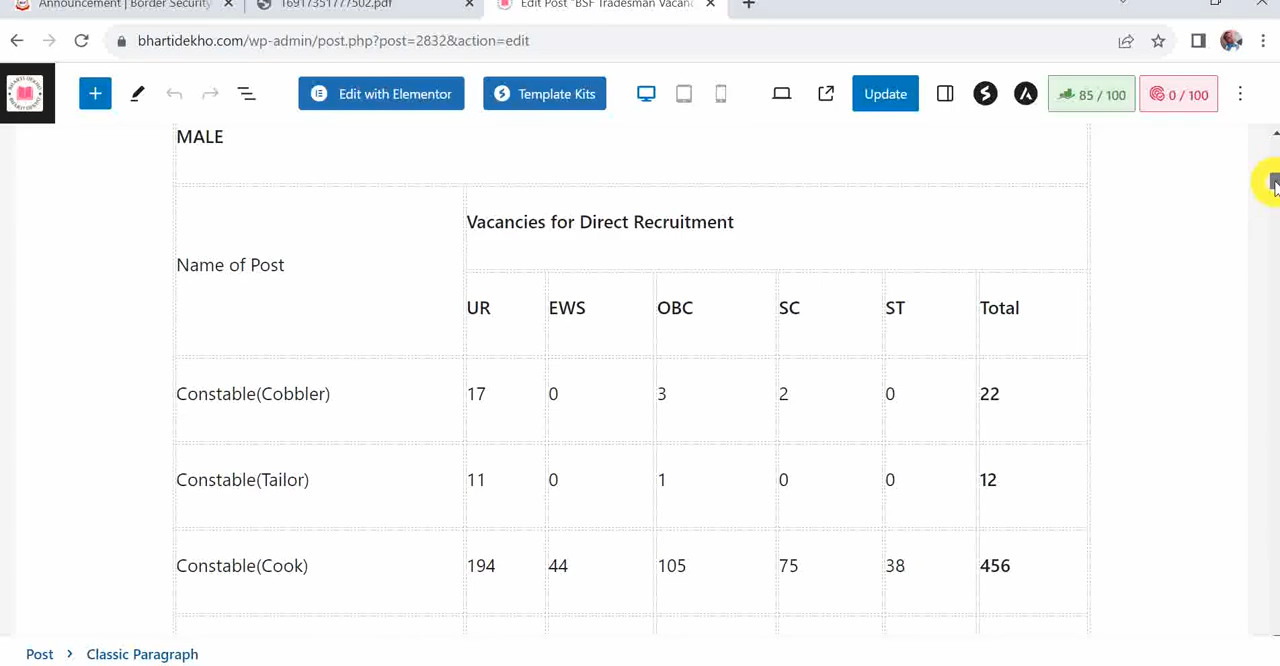 Announcement | Border Security
16917351777502.pdf
Edit Post "BSF Tradesman Vacan
bhartidekho.com/wp-admin/post.php?post=2832&action=edit
Edit with Elementor
Template Kits
Update
85 / 100
0 / 100
MALE
Vacancies for Direct Recruitment
Name of Post
UR EWS OBC SC ST Total
Constable(Cobbler) 17 0 3 2 0 22
Constable(Tailor) 11 0 1 0 0 12
Constable(Cook) 194 44 105 75 38 456
Post > Classic Paragraph